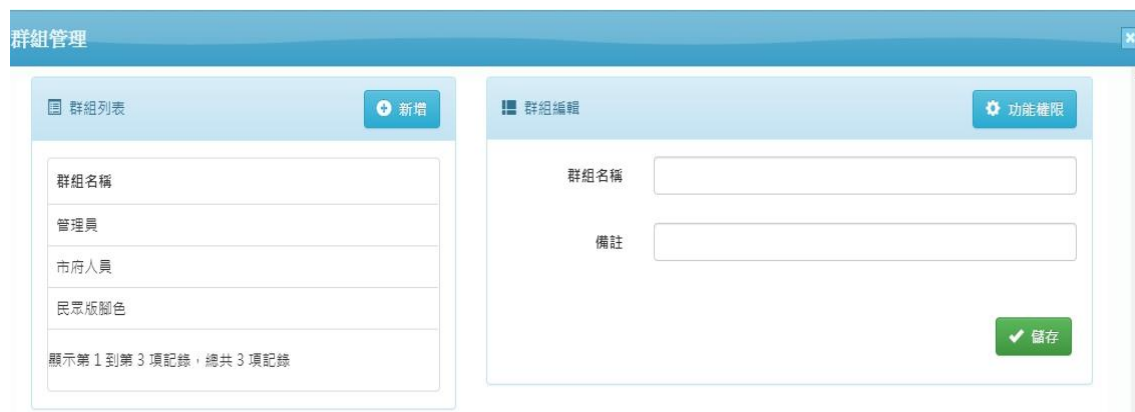 群組管理
群組列表
新增
群組名稱
管理員
市府人員
民眾版腳色
顯示第 1 到第 3 項記錄，總共 3 項記錄
群組編輯
功能權限
群組名稱
備註
儲存